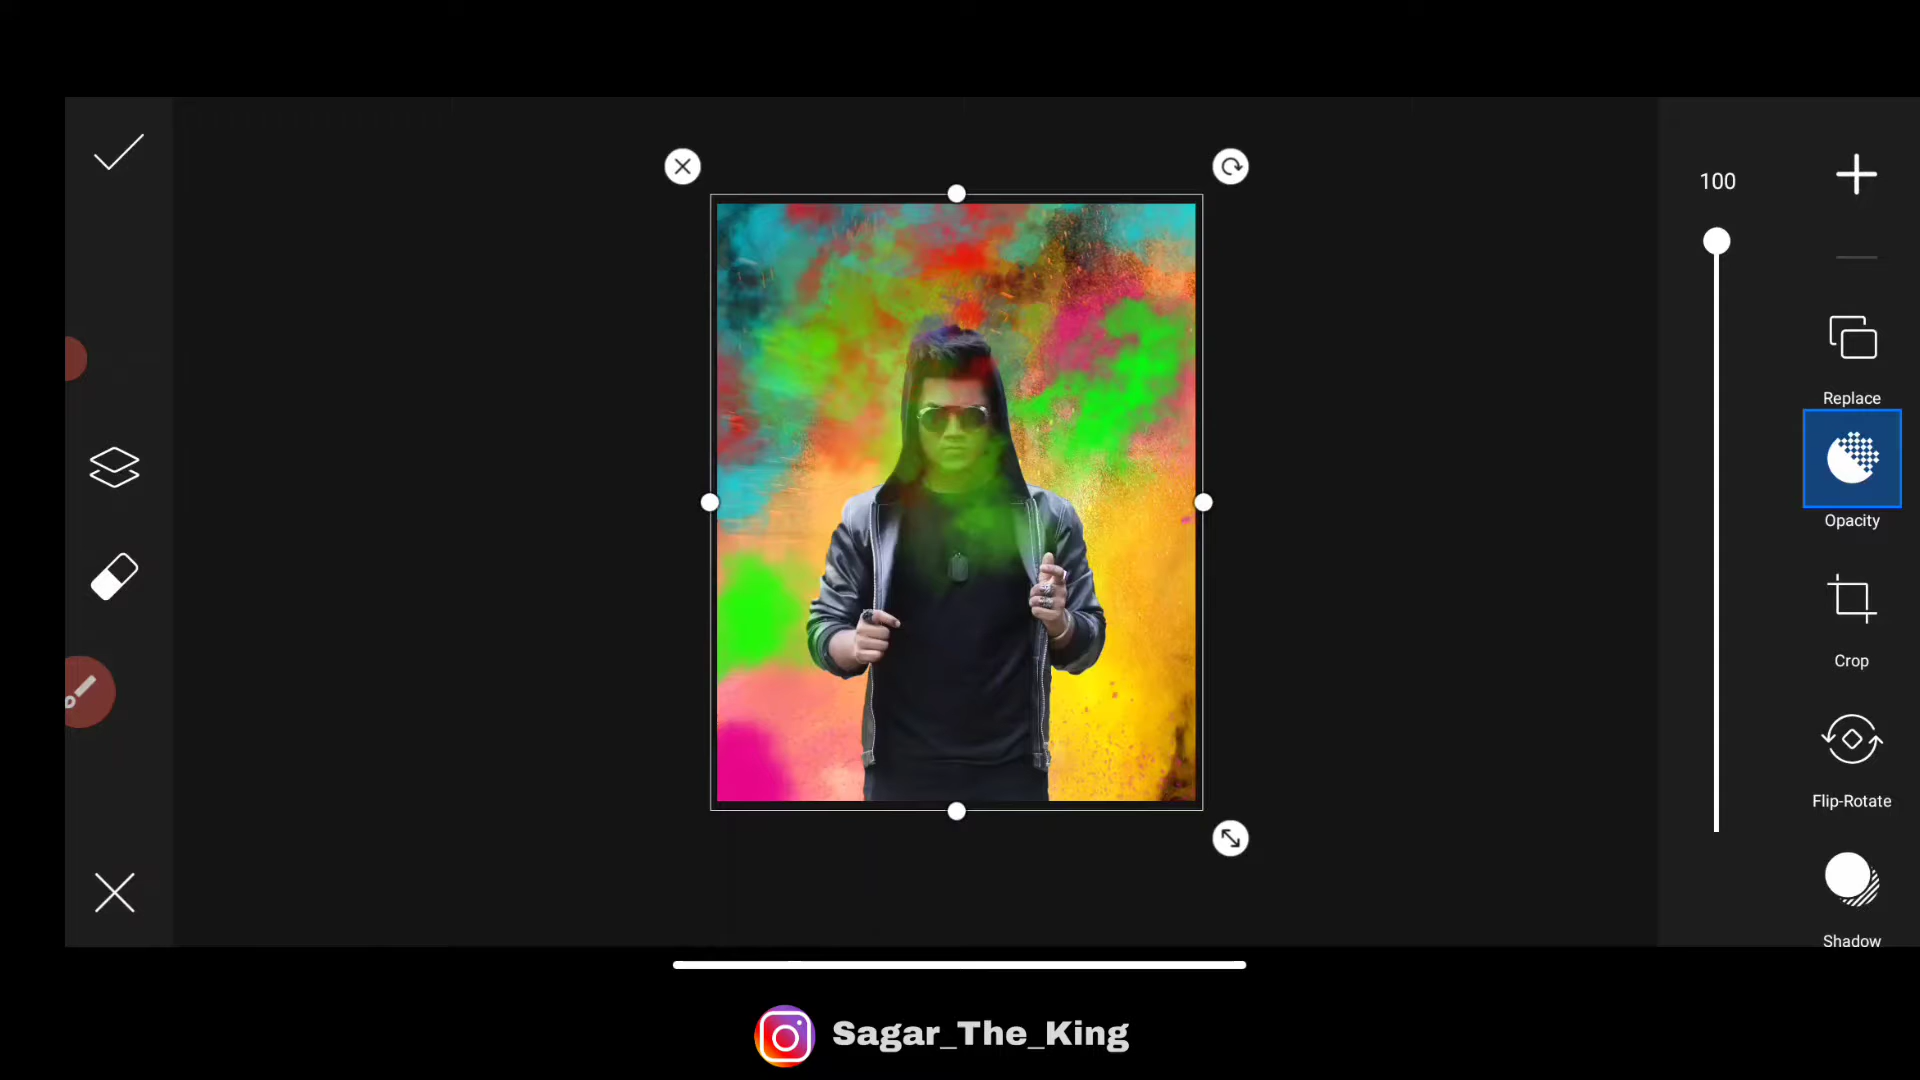 100
Replace
Opacity
Crop
Flip-Rotate
Shadow
Sagar_The_King